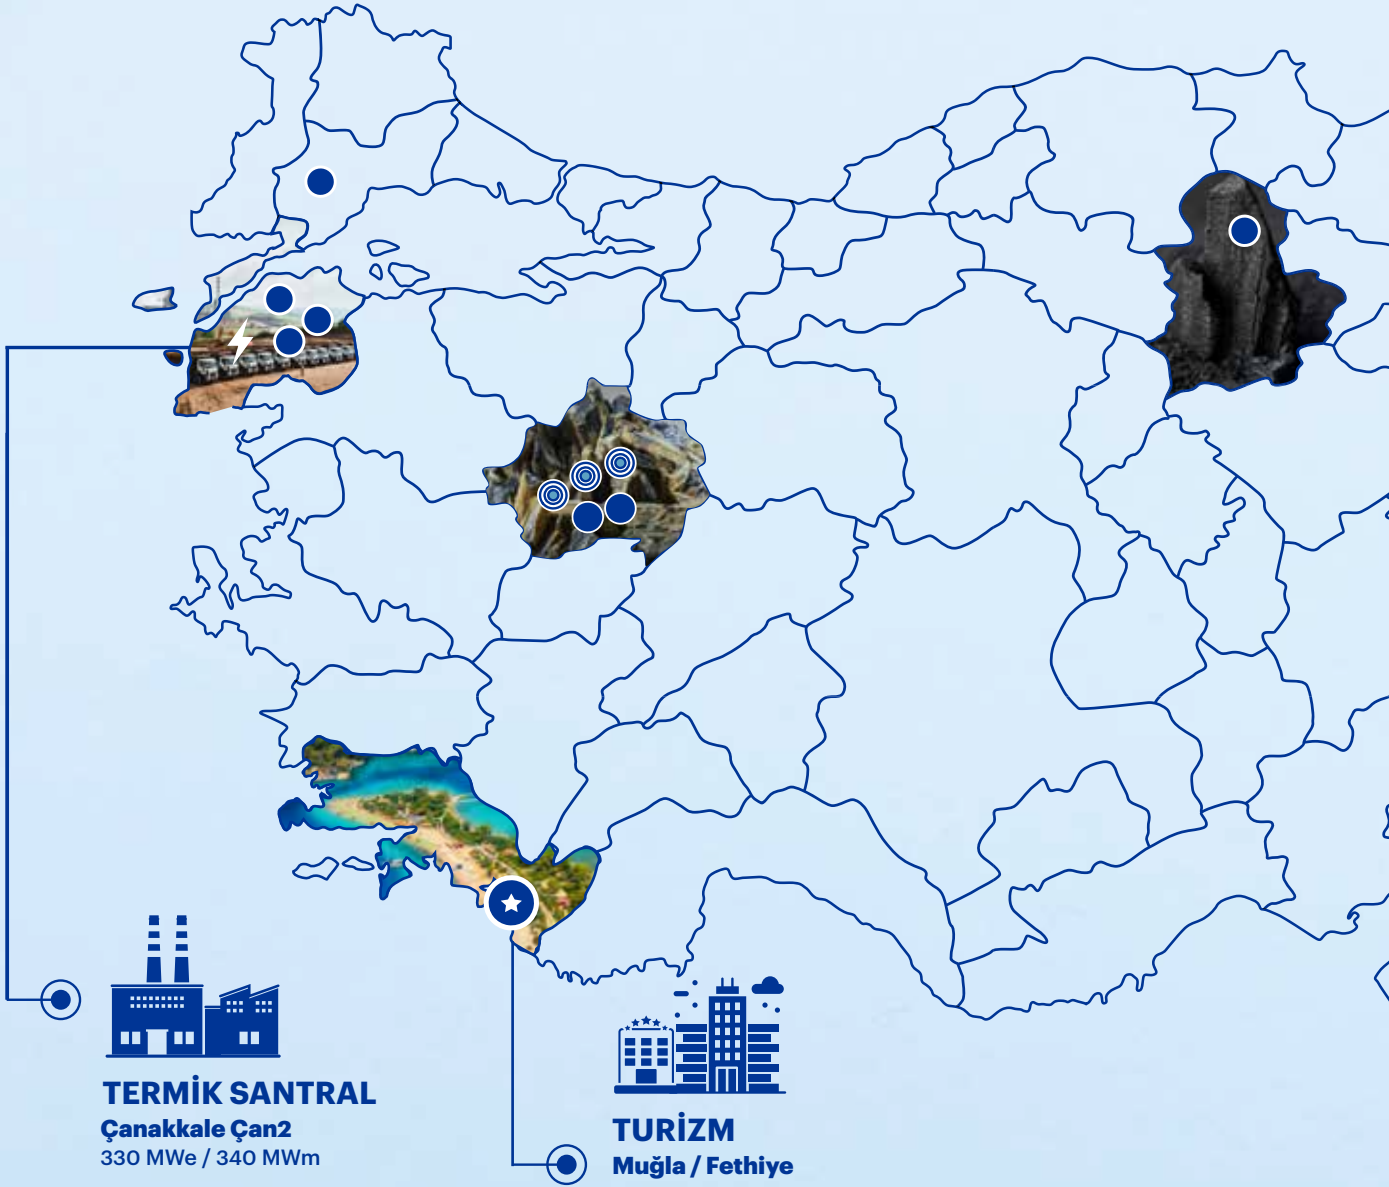 TERMİK SANTRAL
Çanakkale Çan2
330 MWe / 340 MWm
TURİZM
Muğla / Fethiye